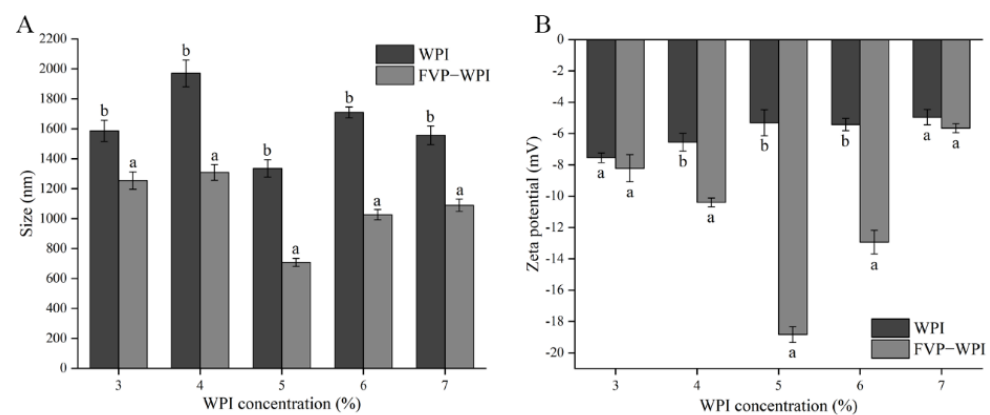 A
2200
2000
1800
1600
1400
1200
1000
800
600
400
200
0
Size (nm)
WPI
FVP−WPI
b
a
b
a
b
a
b
a
b
a
3 4 5 6 7
WPI concentration (%)
B
0
-2
-4
-6
-8
-10
-12
-14
-16
-18
-20
Zeta potential (mV)
a
a
b
a
b
a
b
a
a
a
WPI
FVP−WPI
3 4 5 6 7
WPI concentration (%)